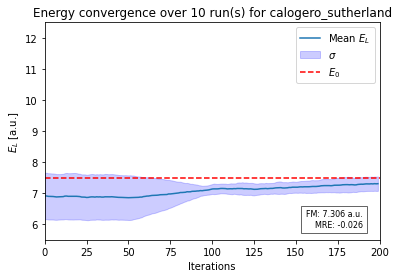 Energy convergence over 10 run(s) for calogero_sutherland
12
11
10
9
8
7
6
E_L [a.u.]
Mean E_L
σ
E_0
FM: 7.306 a.u.
MRE: -0.026
0 25 50 75 100 125 150 175 200
Iterations